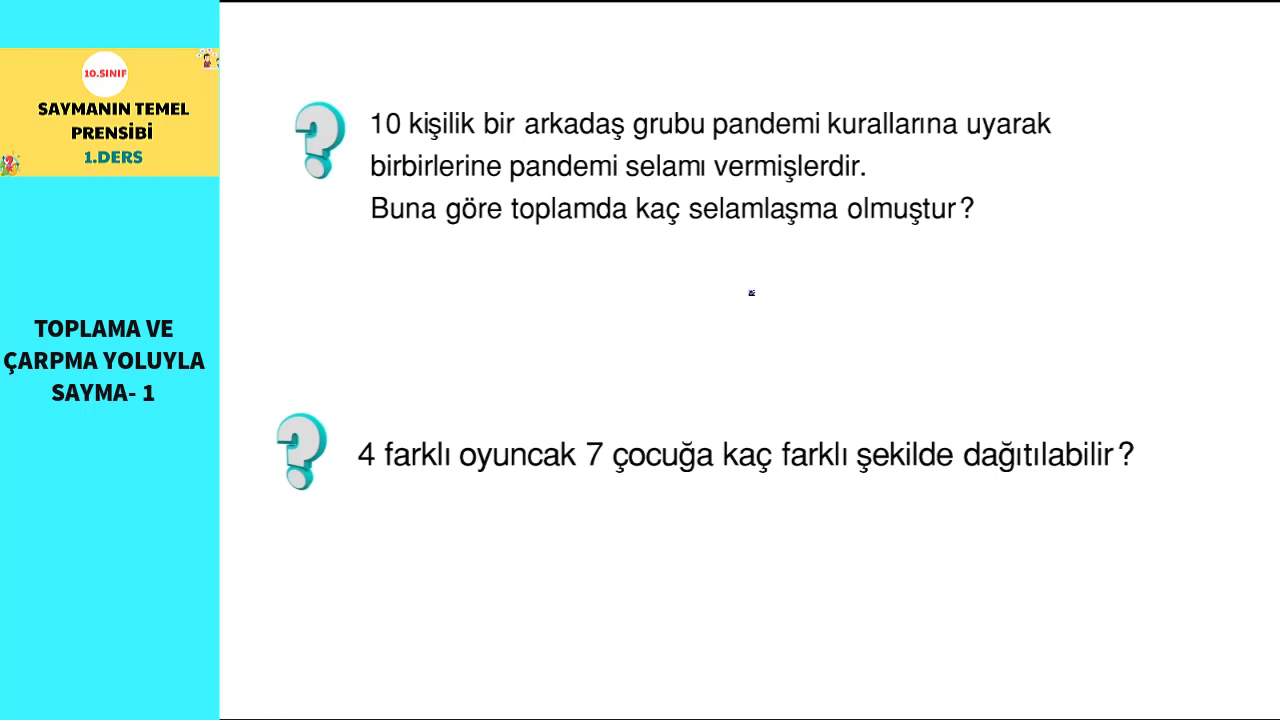 10.SINIF
SAYMANIN TEMEL
PRENSİBİ
1.DERS
TOPLAMA VE
ÇARPMA YOLUYLA
SAYMA- 1
10 kişilik bir arkadaş grubu pandemi kurallarına uyarak
birbirlerine pandemi selamı vermişlerdir.
Buna göre toplamda kaç selamlaşma olmuştur?
4 farklı oyuncak 7 çocuğa kaç farklı şekilde dağıtılabilir?